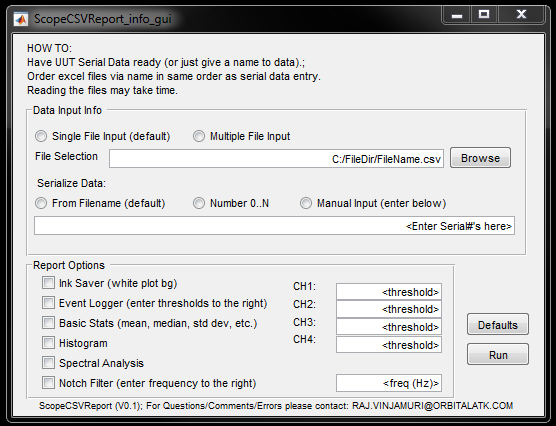 ScopeCSVReport_info_gui
HOW TO:
Have UUT Serial Data ready (or just give a name to data).;
Order excel files via name in same order as serial data entry.
Reading the files may take time.
Data Input Info
Single File Input (default) Multiple File Input
File Selection C:/FileDir/FileName.csv Browse
Serialize Data:
From Filename (default) Number 0..N Manual Input (enter below)
<Enter Serial#'s here>
Report Options
Ink Saver (white plot bg) CH1: <threshold>
Event Logger (enter thresholds to the right) CH2: <threshold>
Basic Stats (mean, median, std dev, etc.) CH3: <threshold> Defaults
Histogram CH4: <threshold>
Run
Spectral Analysis
Notch Filter (enter frequency to the right) <freq (Hz)>
ScopeCSVReport (V0.1); For Questions/Comments/Errors please contact: RAJ.VINJAMURI@ORBITALATK.COM